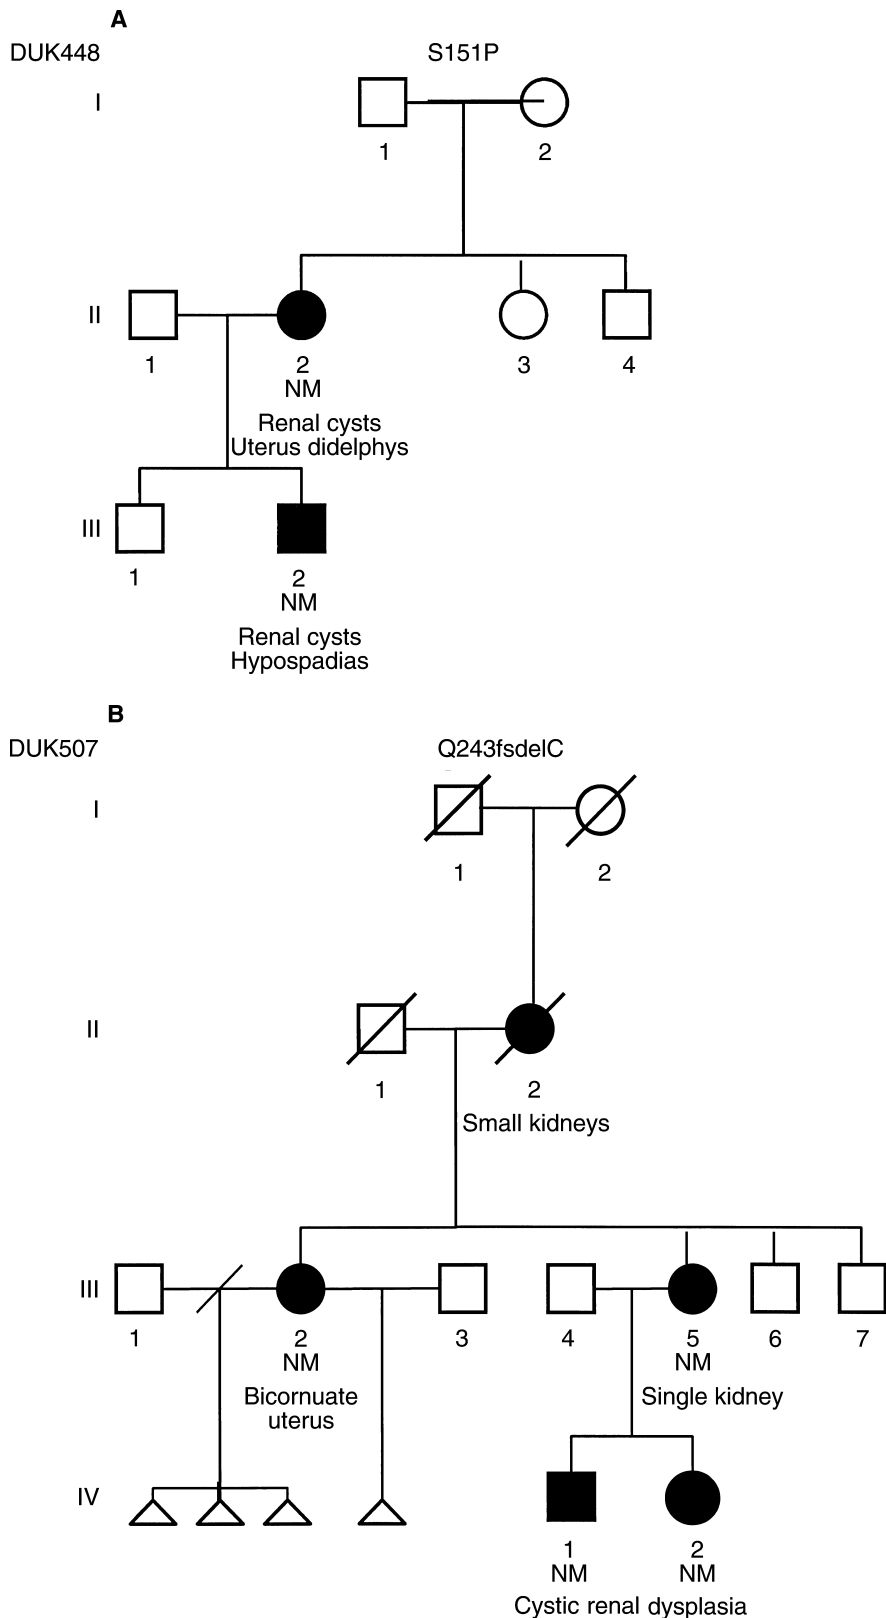 A
DUK448 S151P
I
1 2
II
1 2 3 4
NM
Renal cysts
Uterus didelphys
III
1 2
NM
Renal cysts
Hypospadias
B
DUK507 Q243fsdelC
I
1 2
II
1 2
Small kidneys
III
1 2 3 4 5 6 7
NM NM
Bicornuate Single kidney
uterus
IV
1 2
NM NM
Cystic renal dysplasia